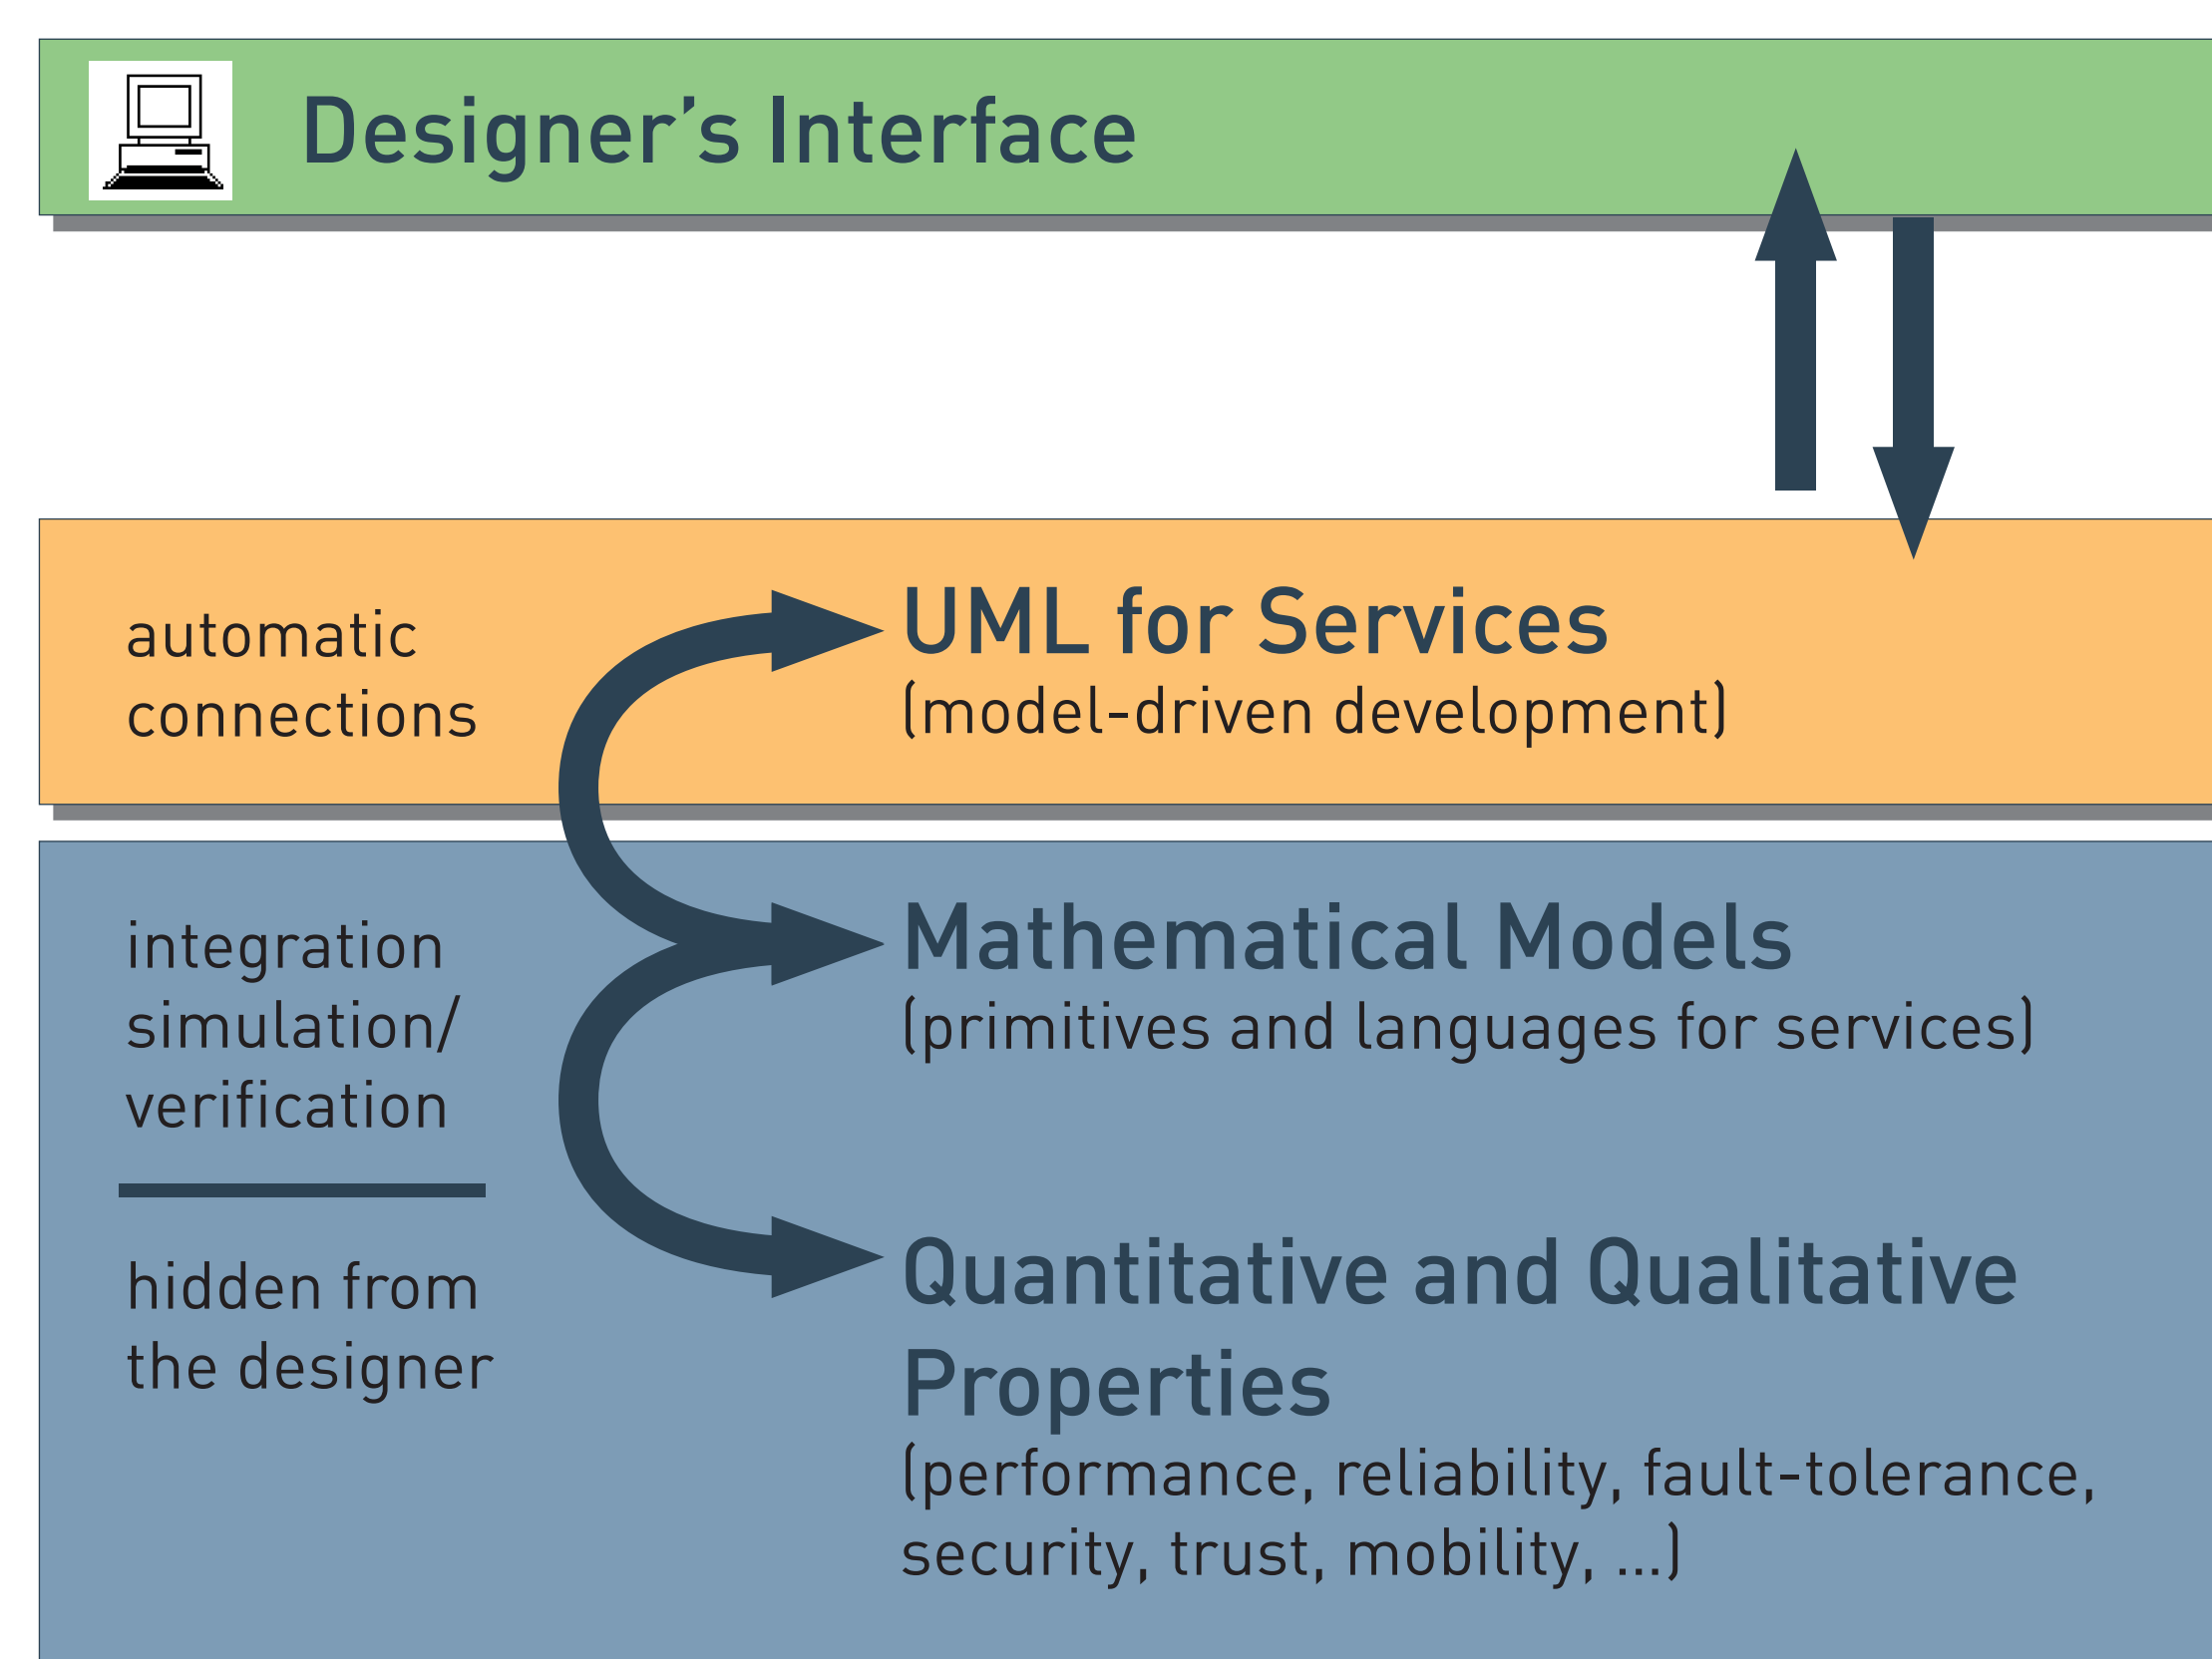 Designer's Interface
automatic
connections
UML for Services
(model-driven development)
integration
simulation/
verification
hidden from
the designer
Mathematical Models
(primitives and languages for services)
Quantitative and Qualitative
Properties
(performance, reliability, fault-tolerance,
security, trust, mobility, ...)